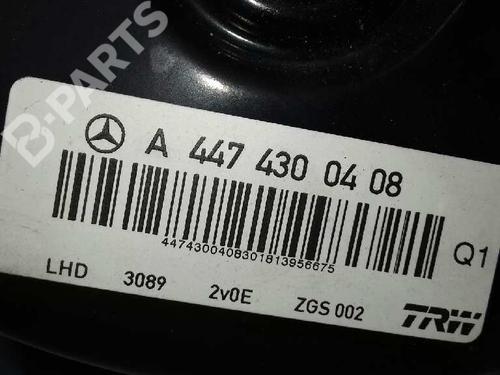 B-PARTS
A 447 430 04 08
Q1
4474300408301813956675
LHD 3089 2v0E ZGS 002
TRW